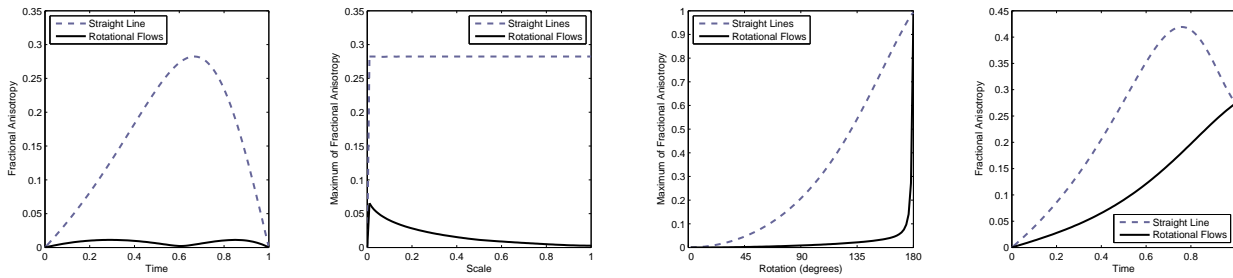 Fractional Anisotropy
0.35
0.3
0.25
0.2
0.15
0.1
0.05
0
Straight Line
Rotational Flows
0 0.2 0.4 0.6 0.8 1
Time
Maximum of Fractional Anisotropy
0.35
0.3
0.25
0.2
0.15
0.1
0.05
0
Straight Lines
Rotational Flows
0 0.2 0.4 0.6 0.8 1
Scale
Maximum of Fractional Anisotropy
1
0.9
0.8
0.7
0.6
0.5
0.4
0.3
0.2
0.1
0
Straight Lines
Rotational Flows
0 45 90 135 180
Rotation (degrees)
Fractional Anisotropy
0.45
0.4
0.35
0.3
0.25
0.2
0.15
0.1
0.05
0
Straight Line
Rotational Flows
0 0.2 0.4 0.6 0.8 1
Time